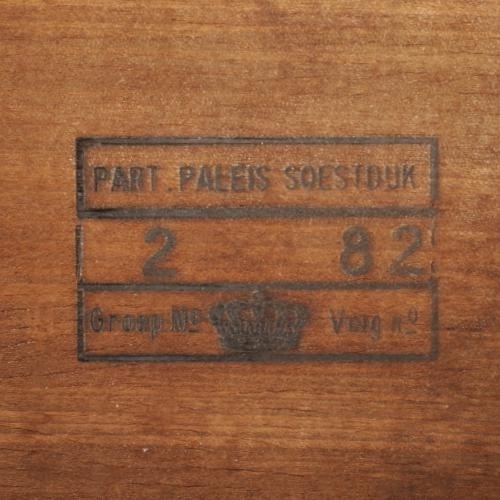 PART. PALEIS SOESTDIJK
2 82
Groep Nº Volg nº